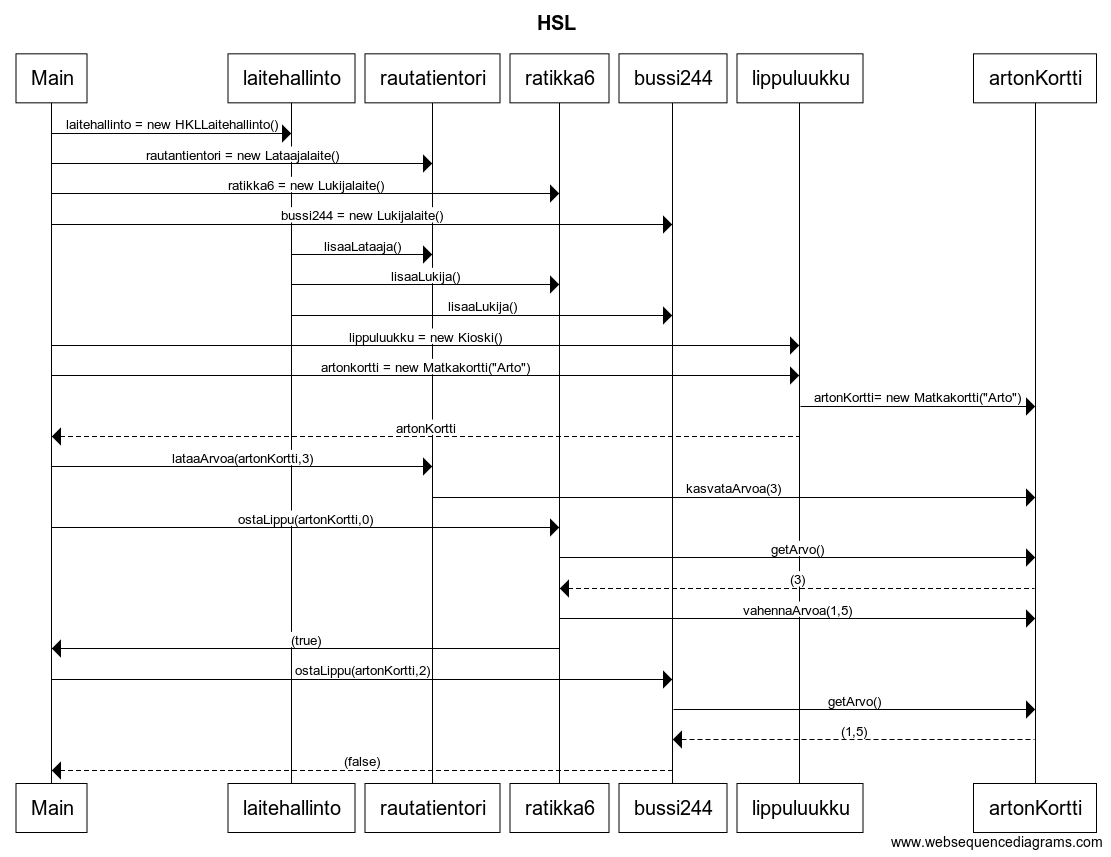 HSL
Main laitehallinto rautatientori ratikka6 bussi244 lippuluukku artonKortti
laitehallinto = new HKLLaitehallinto()
rautantientori = new Lataajalaite()
ratikka6 = new Lukijalaite()
bussi244 = new Lukijalaite()
lisaaLataaja()
lisaaLukija()
lisaaLukija()
lippuluukku = new Kioski()
artonkortti = new Matkakortti("Arto")
artonKortti= new Matkakortti("Arto")
artonKortti
lataaArvoa(artonKortti,3)
kasvataArvoa(3)
ostaLippu(artonKortti,0)
getArvo()
(3)
vahennaArvoa(1,5)
(true)
ostaLippu(artonKortti,2)
getArvo()
(1,5)
(false)
Main laitehallinto rautatientori ratikka6 bussi244 lippuluukku artonKortti
www.websequencediagrams.com